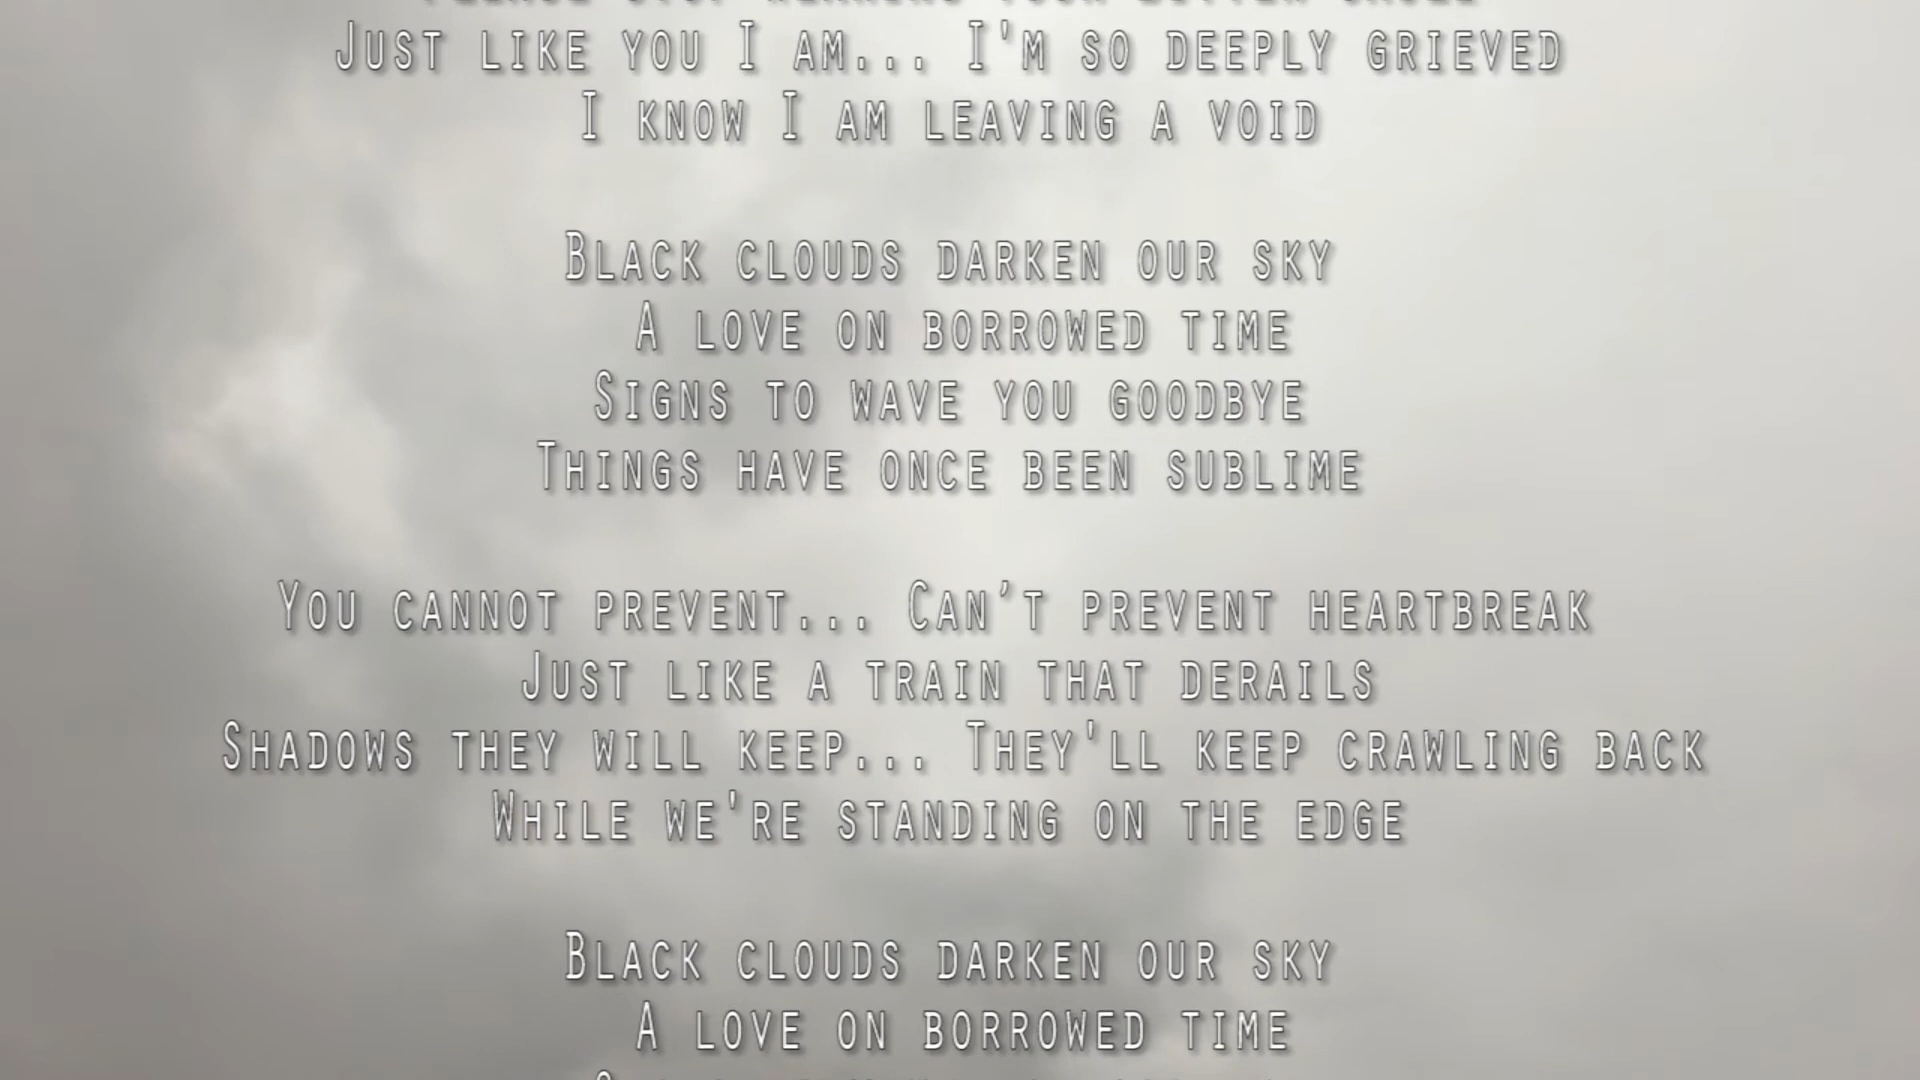 Just like you I am... I'm so deeply grieved
I know I am leaving a void
Black clouds darken our sky
A love on borrowed time
Signs to wave you goodbye
Things have once been sublime
You cannot prevent... Can’t prevent heartbreak
Just like a train that derails
Shadows they will keep... They'll keep crawling back
While we're standing on the edge
Black clouds darken our sky
A love on borrowed time